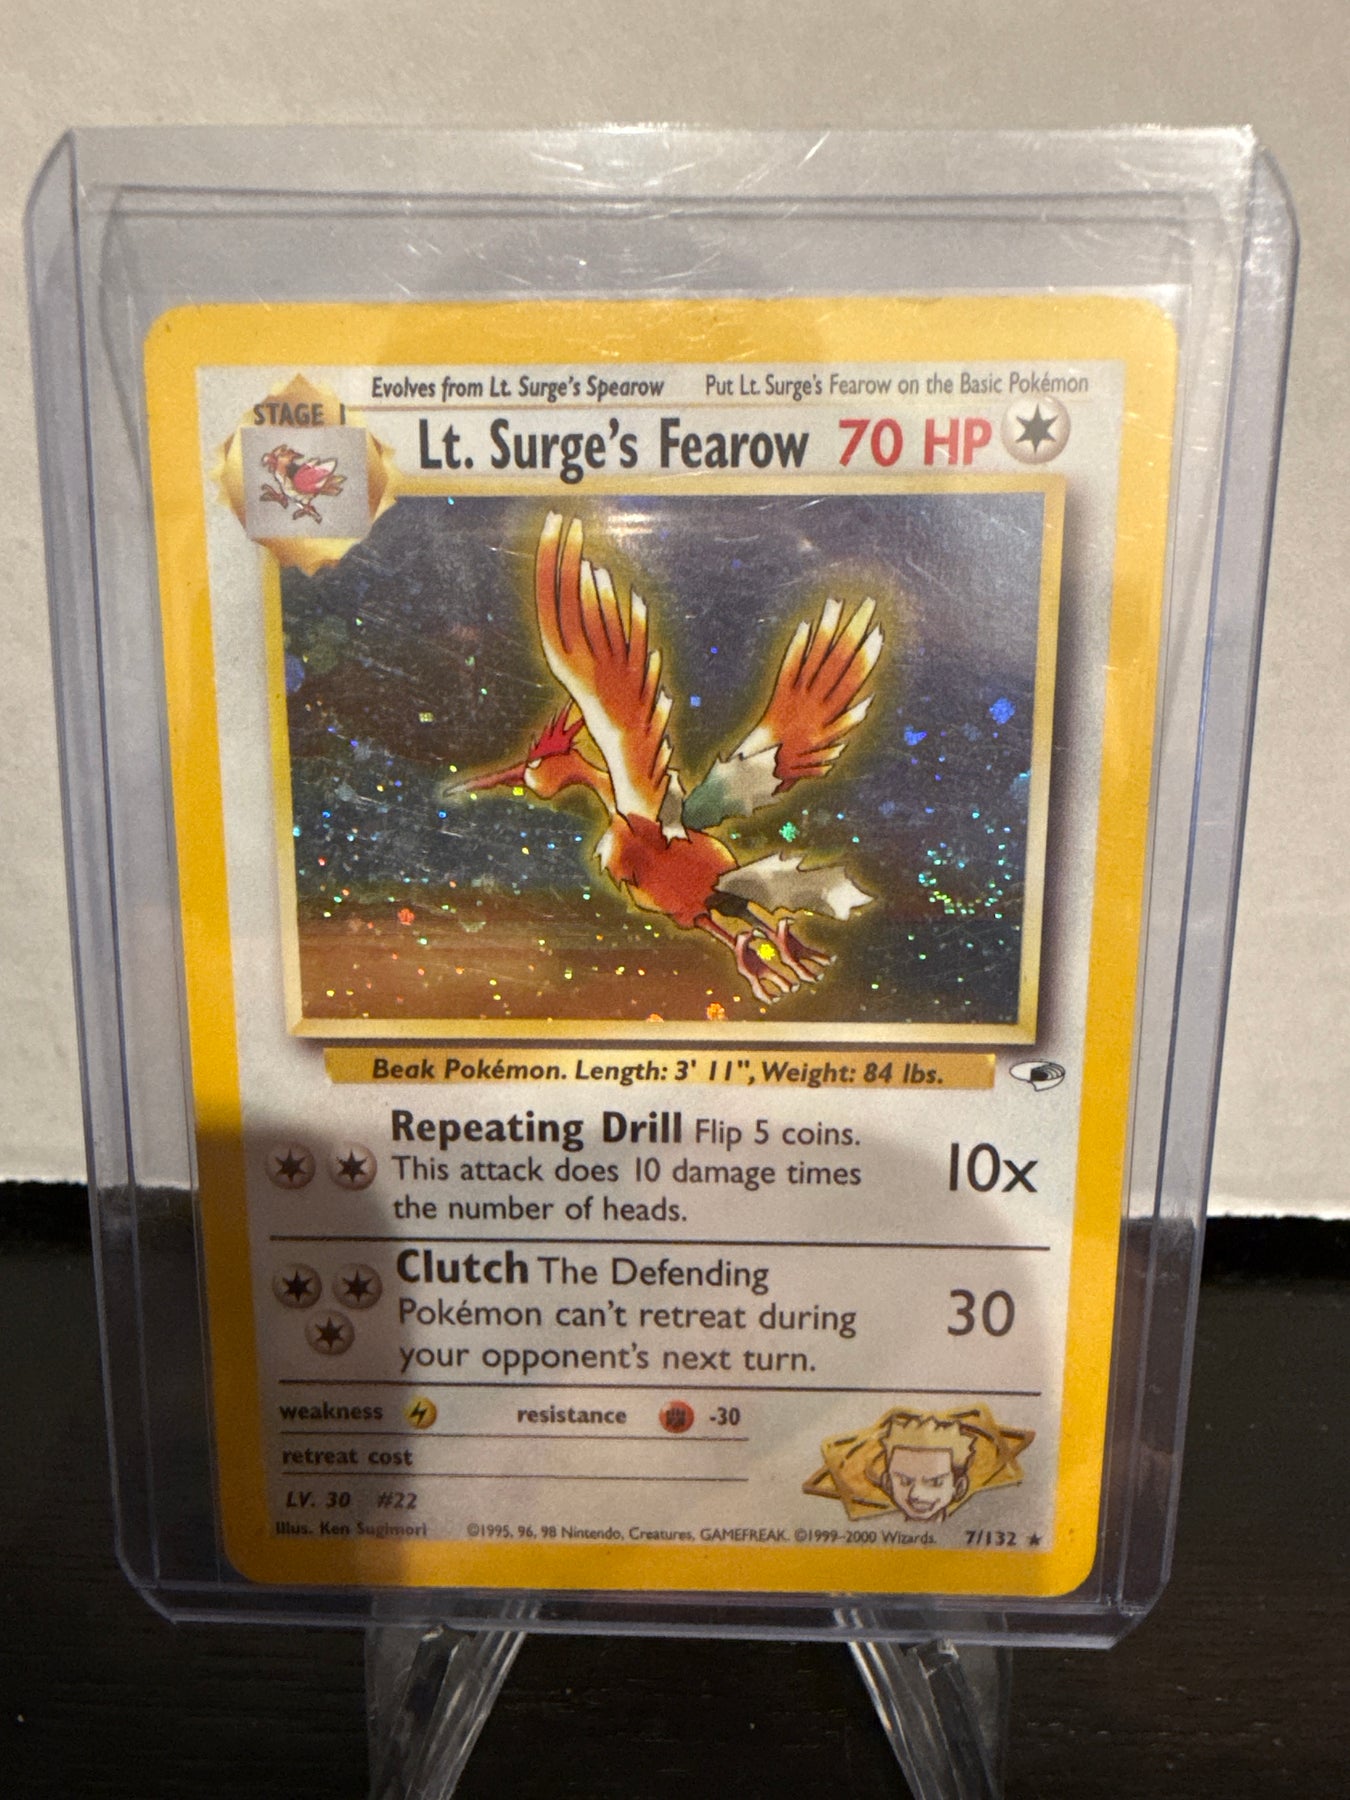 Evolves from Lt. Surge's Spearow Put Lt. Surge's Fearow on the Basic Pokémon
STAGE 1
Lt. Surge's Fearow 70 HP
Beak Pokémon. Length: 3' 11", Weight: 84 lbs.
Repeating Drill Flip 5 coins.
This attack does 10 damage times
the number of heads.
10x
Clutch The Defending
Pokémon can't retreat during
your opponent's next turn.
30
weakness resistance -30
retreat cost
LV. 30 #22
Illus. Ken Sugimori ©1995, 96, 98 Nintendo, Creatures, GAMEFREAK. ©1999-2000 Wizards. 7/132 ★